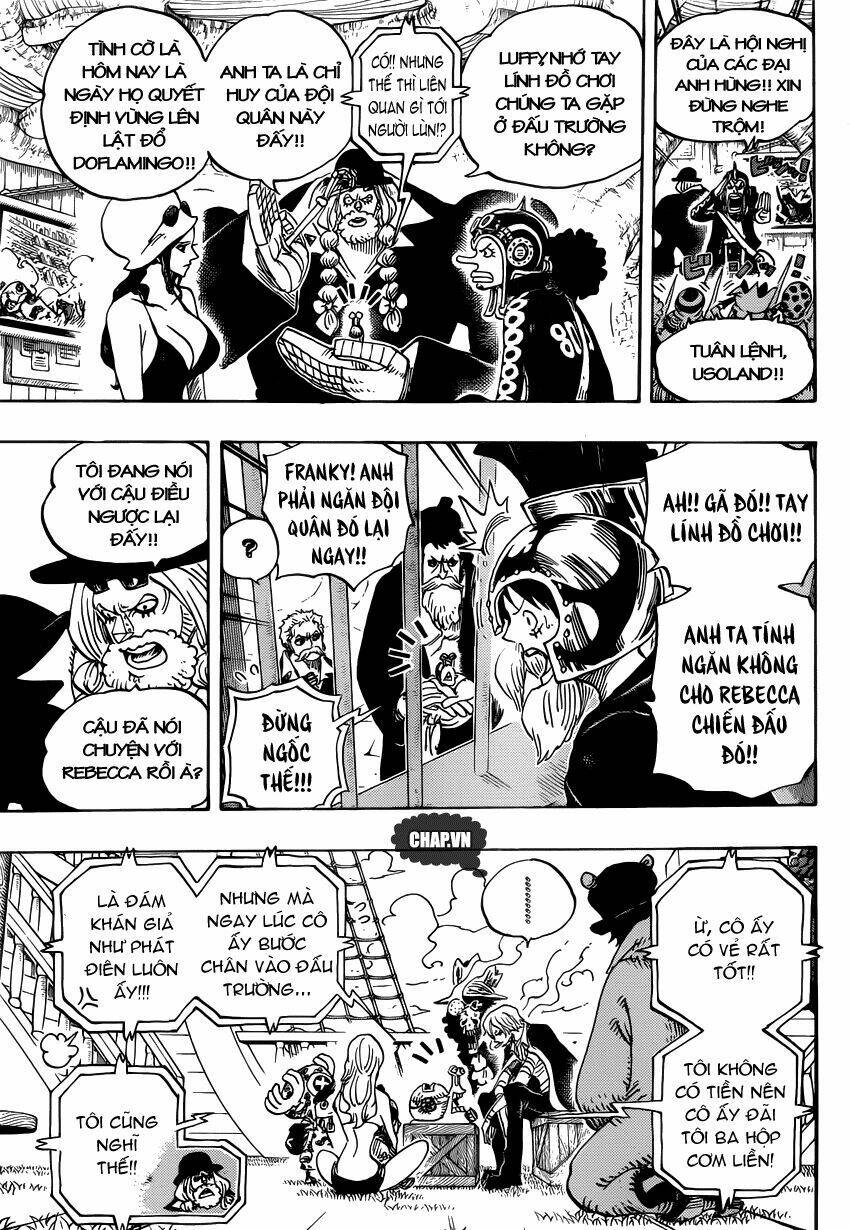 ĐÂY LÀ HỘI NGHỊ
CỦA CÁC ĐẠI
ANH HÙNG!! XIN
ĐỪNG NGHE
TRỘM!
TUÂN LỆNH,
USOLAND!!
LUFFY, NHỚ TAY
LÍNH ĐỒ CHƠI
CHÚNG TA GẶP
Ở ĐẤU TRƯỜNG
KHÔNG?
CÓ!! NHƯNG
THẾ THÌ LIÊN
QUAN GÌ TỚI
NGƯỜI LÙN!?
ANH TA LÀ CHỈ
HUY CỦA ĐỘI
QUÂN NÀY
ĐẤY!!
TÌNH CỜ LÀ
HÔM NAY LÀ
NGÀY HỌ QUYẾT
ĐỊNH VÙNG LÊN
LẬT ĐỔ
DOFLAMINGO!!
80
AH!! GÃ ĐÓ!! TAY
LÍNH ĐỒ CHƠI!!
ANH TA TÍNH
NGĂN KHÔNG
CHO REBECCA
CHIẾN ĐẤU
ĐÓ!!
FRANKY! ANH
PHẢI NGĂN ĐỘI
QUÂN ĐÓ LẠI
NGAY!!
?
ĐỪNG
NGỐC
THẾ!!!
TÔI ĐANG NÓI
VỚI CẬU ĐIỀU
NGƯỢC LẠI
ĐẤY!!
CẬU ĐÃ NÓI
CHUYỆN VỚI
REBECCA RỒI À?
CHAP.VN
Ừ, CÔ ẤY
CÓ VẺ RẤT
TỐT!!
TÔI KHÔNG
CÓ TIỀN NÊN
CÔ ẤY ĐÃI
TÔI BA HỘP
CƠM LIỀN!
NHƯNG MÀ
NGAY LÚC CÔ
ẤY BƯỚC
CHÂN VÀO ĐẤU
TRƯỜNG...
LÀ ĐÁM
KHÁN GIẢ
NHƯ PHÁT
ĐIÊN LUÔN
ẤY!!!
TÔI CŨNG
NGHĨ
THẾ!!